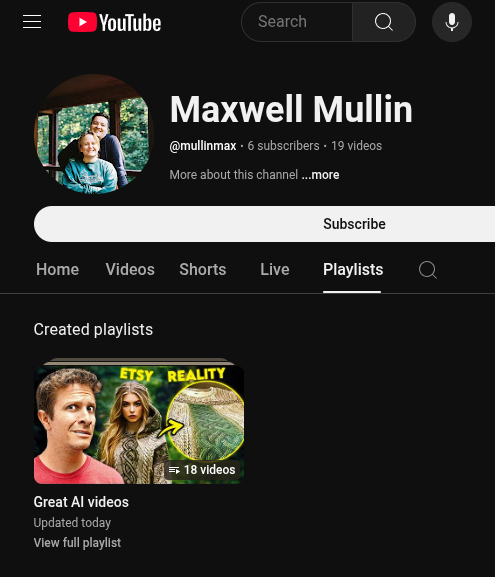 YouTube
Search
Maxwell Mullin
@mullinmax • 6 subscribers • 19 videos
More about this channel ...more
Subscribe
Home Videos Shorts Live Playlists
Created playlists
ETSY REALITY
18 videos
Great AI videos
Updated today
View full playlist